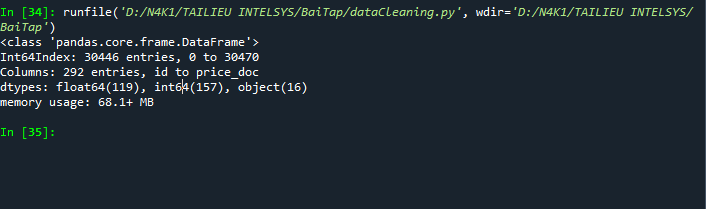 In [34]: runfile('D:/N4K1/TAILIEU INTELSYS/BaiTap/dataCleaning.py', wdir='D:/N4K1/TAILIEU INTELSYS/
BaiTap')
<class 'pandas.core.frame.DataFrame'>
Int64Index: 30446 entries, 0 to 30470
Columns: 292 entries, id to price_doc
dtypes: float64(119), int64(157), object(16)
memory usage: 68.1+ MB
In [35]: